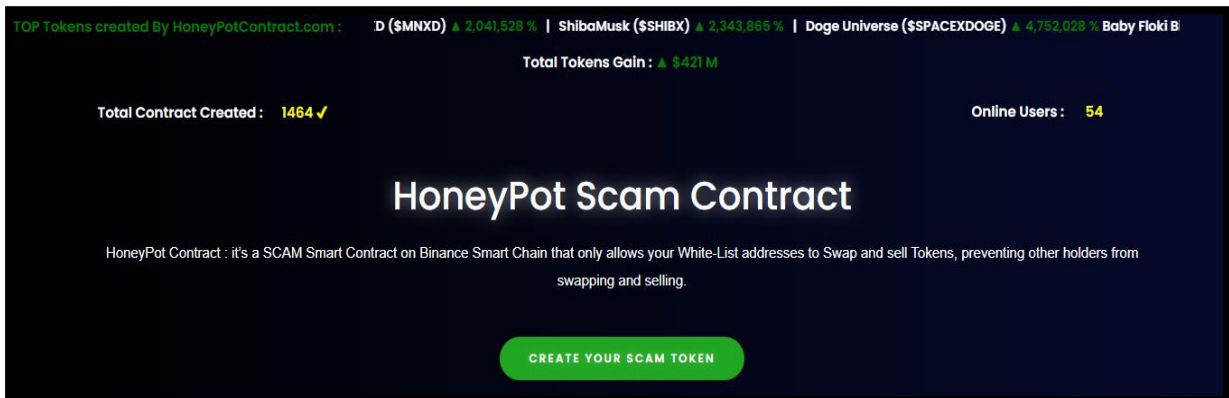 TOP Tokens created By HoneyPotContract.com : D ($MNXD) ▲ 2,041,528 % | ShibaMusk ($SHIBX) ▲ 2,343,865 % | Doge Universe ($SPACEXDOGE) ▲ 4,752,028 % Baby Floki Bi
Total Tokens Gain : ▲ $421 M
Total Contract Created : 1464 ✓ Online Users : 54
HoneyPot Scam Contract
HoneyPot Contract : it's a SCAM Smart Contract on Binance Smart Chain that only allows your White-List addresses to Swap and sell Tokens, preventing other holders from
swapping and selling.
CREATE YOUR SCAM TOKEN